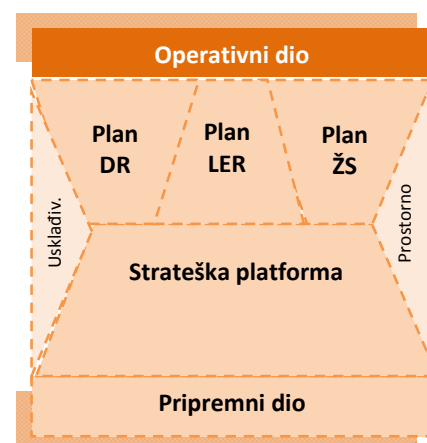 Operativni dio
Plan
DR
Plan
LER
Plan
ŽS
Usklađiv.
Prostorno
Strateška platforma
Pripremni dio